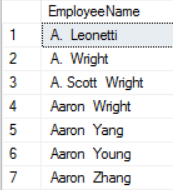 EmployeeName
1 A.  Leonetti
2 A.  Wright
3 A. Scott  Wright
4 Aaron  Wright
5 Aaron  Yang
6 Aaron  Young
7 Aaron  Zhang